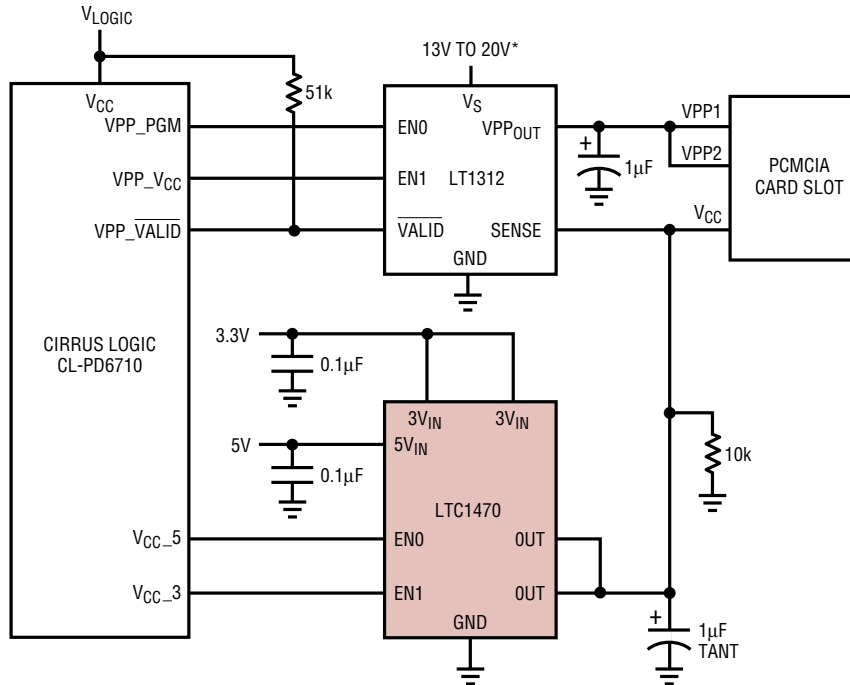 VLOGIC
13V TO 20V*
51k
VCC
VPP_PGM
VPP_VCC
VPP_VALID
CIRRUS LOGIC
CL-PD6710
VCC_5
VCC_3
VS
EN0
VPPOUT
EN1
LT1312
VALID
SENSE
GND
+
1μF
VPP1
VPP2
VCC
PCMCIA
CARD SLOT
3.3V
0.1μF
5V
0.1μF
3VIN
3VIN
5VIN
LTC1470
EN0
OUT
EN1
OUT
GND
10k
+
1μF
TANT